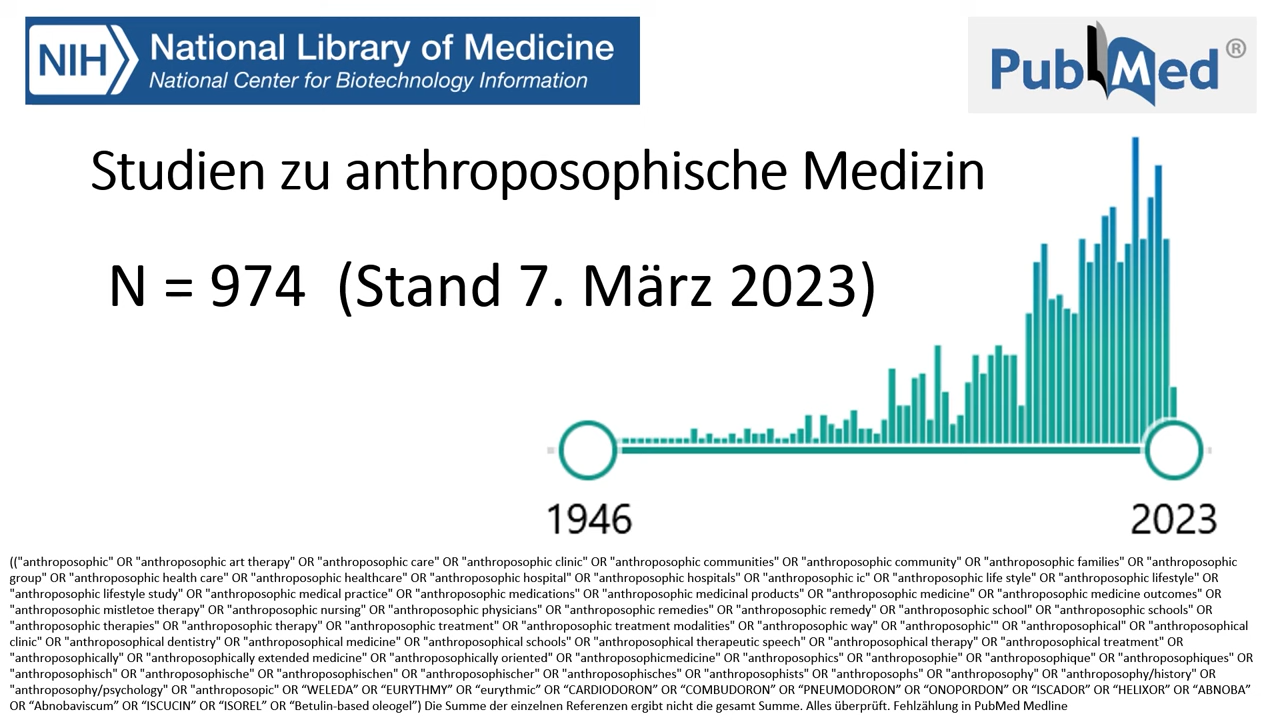 NIH National Library of Medicine
National Center for Biotechnology Information
PubMed®
Studien zu anthroposophische Medizin
N = 974 (Stand 7. März 2023)
1946
2023
(("anthroposophic" OR "anthroposophic art therapy" OR "anthroposophic care" OR "anthroposophic clinic" OR "anthroposophic communities" OR "anthroposophic community" OR "anthroposophic families" OR "anthroposophic
group" OR "anthroposophic health care" OR "anthroposophic healthcare" OR "anthroposophic hospital" OR "anthroposophic hospitals" OR "anthroposophic ic" OR "anthroposophic life style" OR "anthroposophic lifestyle" OR
"anthroposophic lifestyle study" OR "anthroposophic medical practice" OR "anthroposophic medications" OR "anthroposophic medicinal products" OR "anthroposophic medicine" OR "anthroposophic medicine outcomes" OR
"anthroposophic mistletoe therapy" OR "anthroposophic nursing" OR "anthroposophic physicians" OR "anthroposophic remedies" OR "anthroposophic remedy" OR "anthroposophic school" OR "anthroposophic schools" OR
"anthroposophic therapies" OR "anthroposophic therapy" OR "anthroposophic treatment" OR "anthroposophic treatment modalities" OR "anthroposophic way" OR "anthroposophic'" OR "anthroposophical" OR "anthroposophical
clinic" OR "anthroposophical dentistry" OR "anthroposophical medicine" OR "anthroposophical schools" OR "anthroposophical therapeutic speech" OR "anthroposophical therapy" OR "anthroposophical treatment" OR
"anthroposophically" OR "anthroposophically extended medicine" OR "anthroposophically oriented" OR "anthroposophicmedicine" OR "anthroposophics" OR "anthroposophie" OR "anthroposophique" OR "anthroposophiques" OR
"anthroposophisch" OR "anthroposophische" OR "anthroposophischen" OR "anthroposophischer" OR "anthroposophisches" OR "anthroposophists" OR "anthroposophs" OR "anthroposophy" OR "anthroposophy/history" OR
"anthroposophy/psychology" OR "anthroposopic" OR “WELEDA” OR “EURYTHMY” OR “eurythmic” OR “CARDIODORON” OR “COMBUDORON” OR “PNEUMODORON” OR “ONOPORDON” OR “ISCADOR” OR “HELIXOR” OR “ABNOBA”
OR “Abnobaviscum” OR “ISCUCIN” OR “ISOREL” OR “Betulin-based oleogel”) Die Summe der einzelnen Referenzen ergibt nicht die gesamt Summe. Alles überprüft. Fehlzählung in PubMed Medline